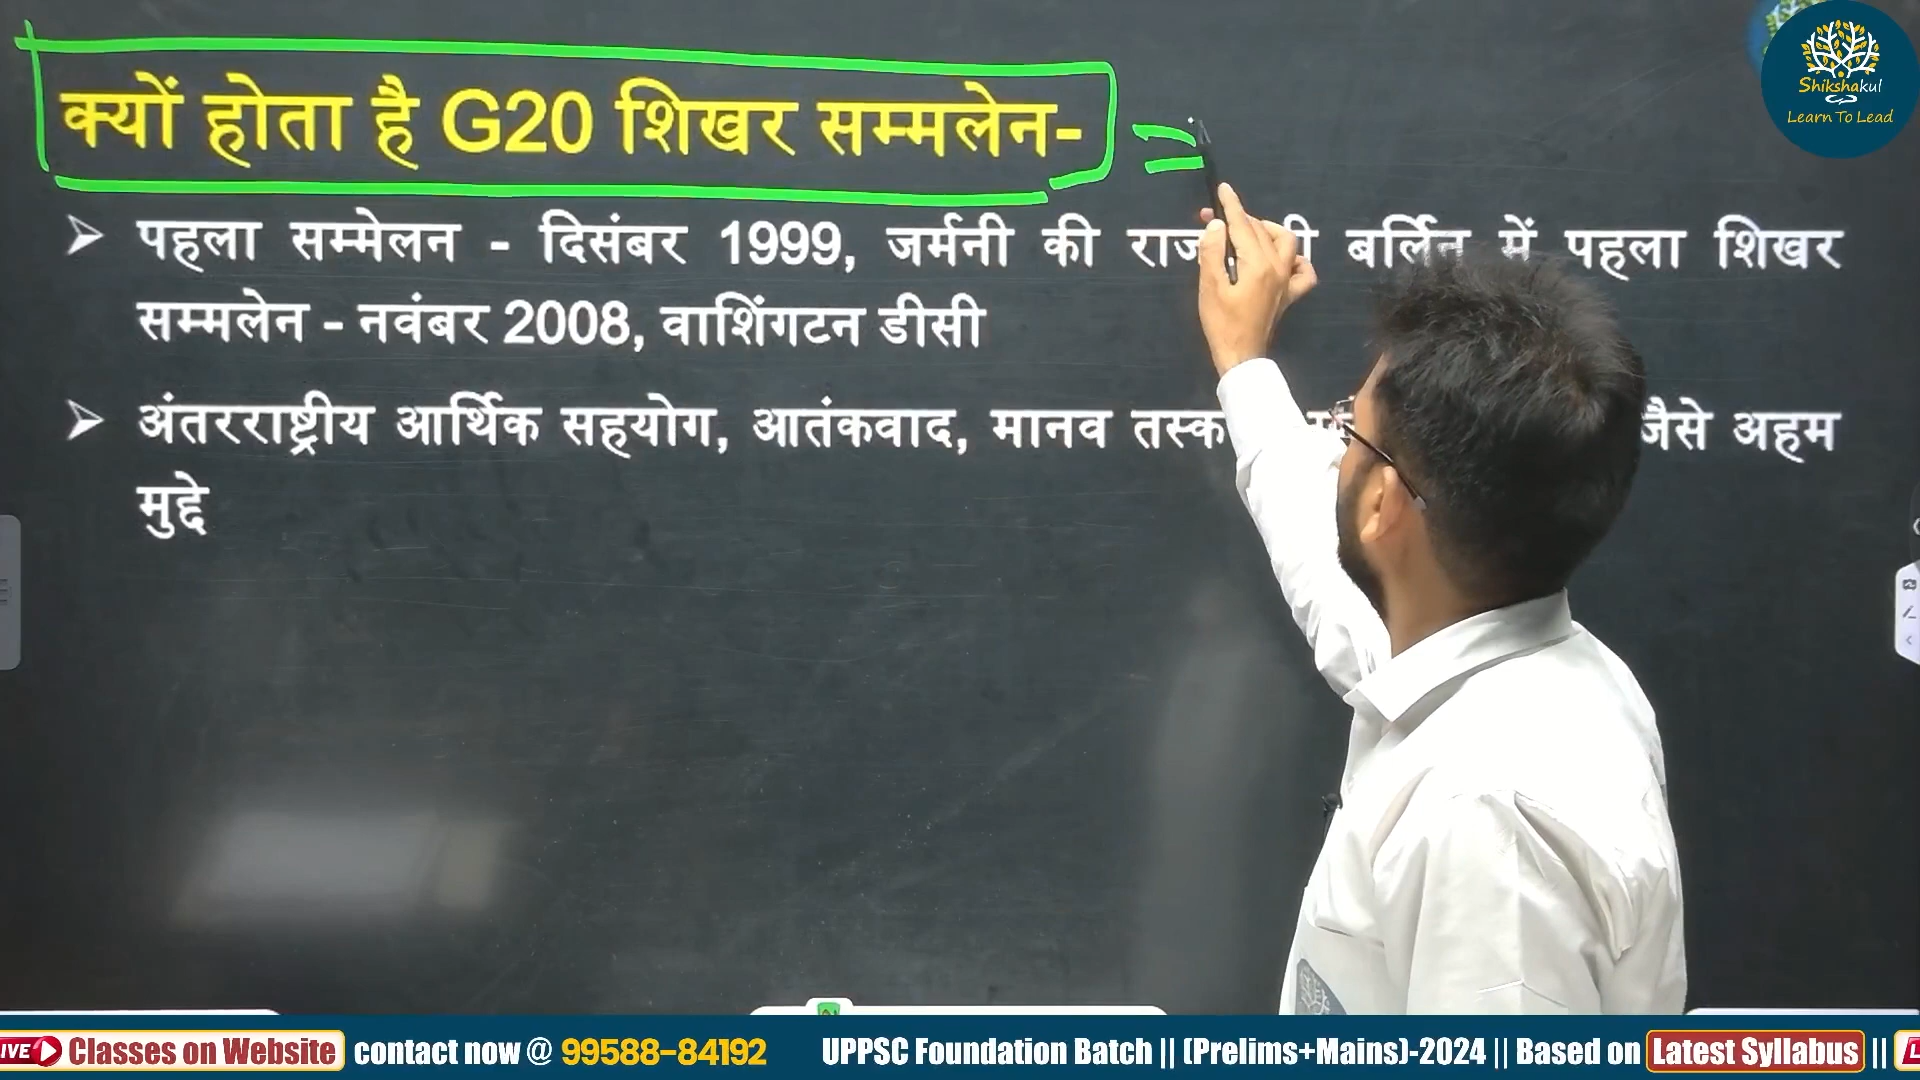 क्यों होता है G20 शिखर सम्मलेन-
Shikshakul
Learn To Lead
पहला सम्मेलन - दिसंबर 1999, जर्मनी की बर्लिन में पहला शिखर
सम्मलेन - नवंबर 2008, वाशिंगटन डीसी
अंतरराष्ट्रीय आर्थिक सहयोग, आतंकवाद, मानव जैसे अहम
मुद्दे
Classes on Website contact now @ 99588-84192 UPPSC Foundation Batch || (Prelims+Mains)-2024 || Based on Latest Syllabus ||